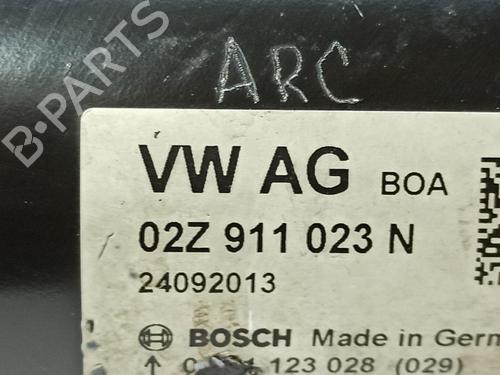 ARC
B-PARTS
VW AG BOA
02Z 911 023 N
24092013
BOSCH Made in Germ
123 028 (029)